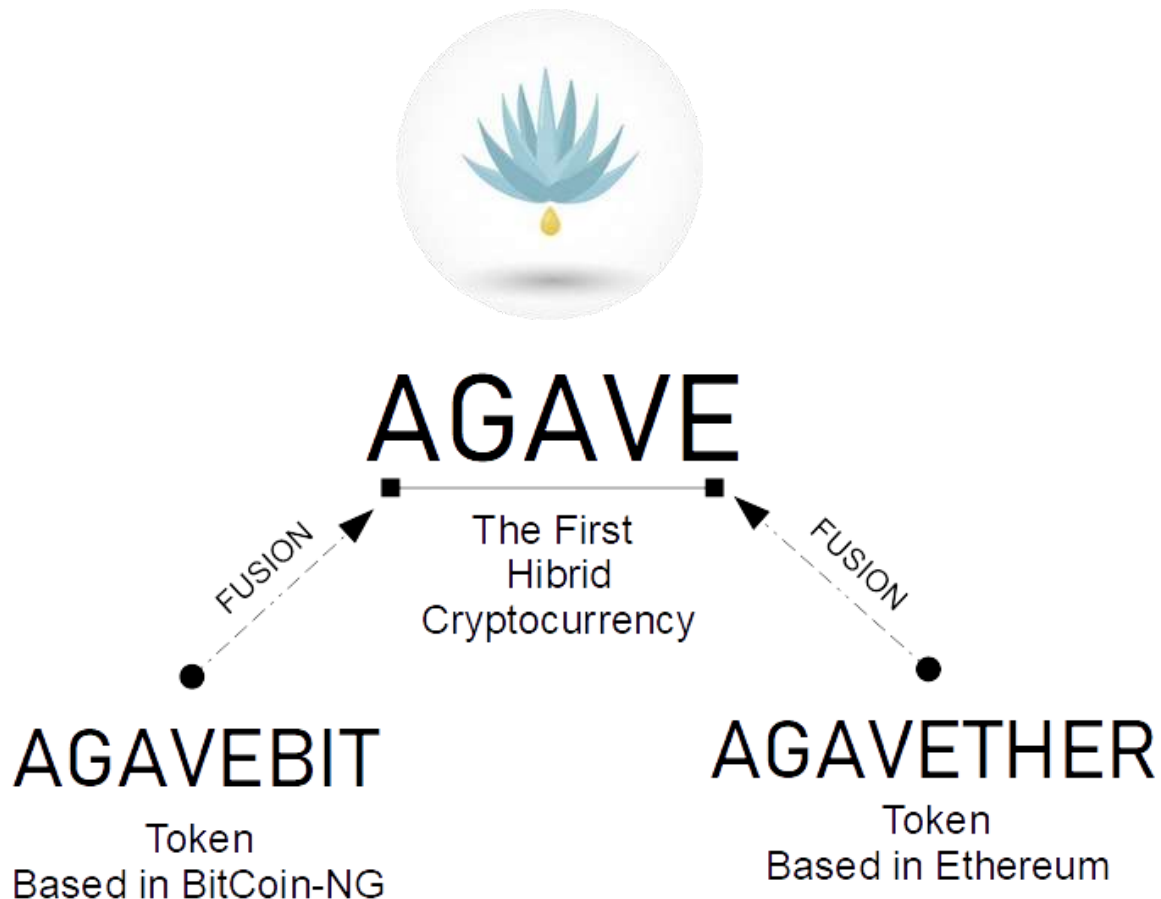 AGAVE
The First
Hibrid
Cryptocurrency
FUSION
FUSION
AGAVEBIT
Token
Based in BitCoin-NG
AGAVETHER
Token
Based in Ethereum